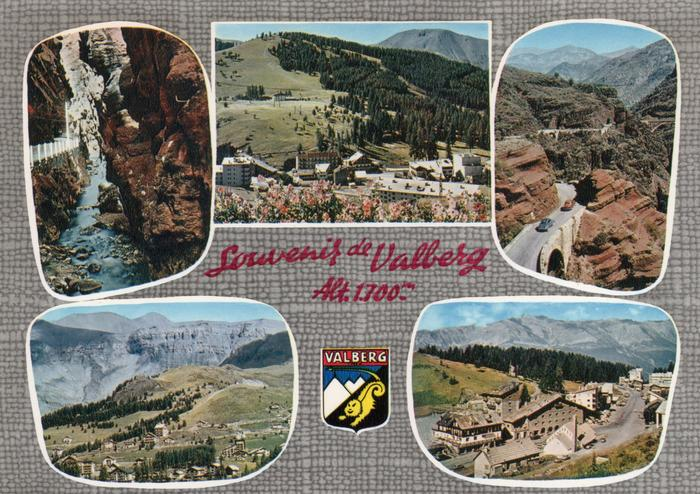 Souvenir de Valberg
Alt. 1700m
VALBERG